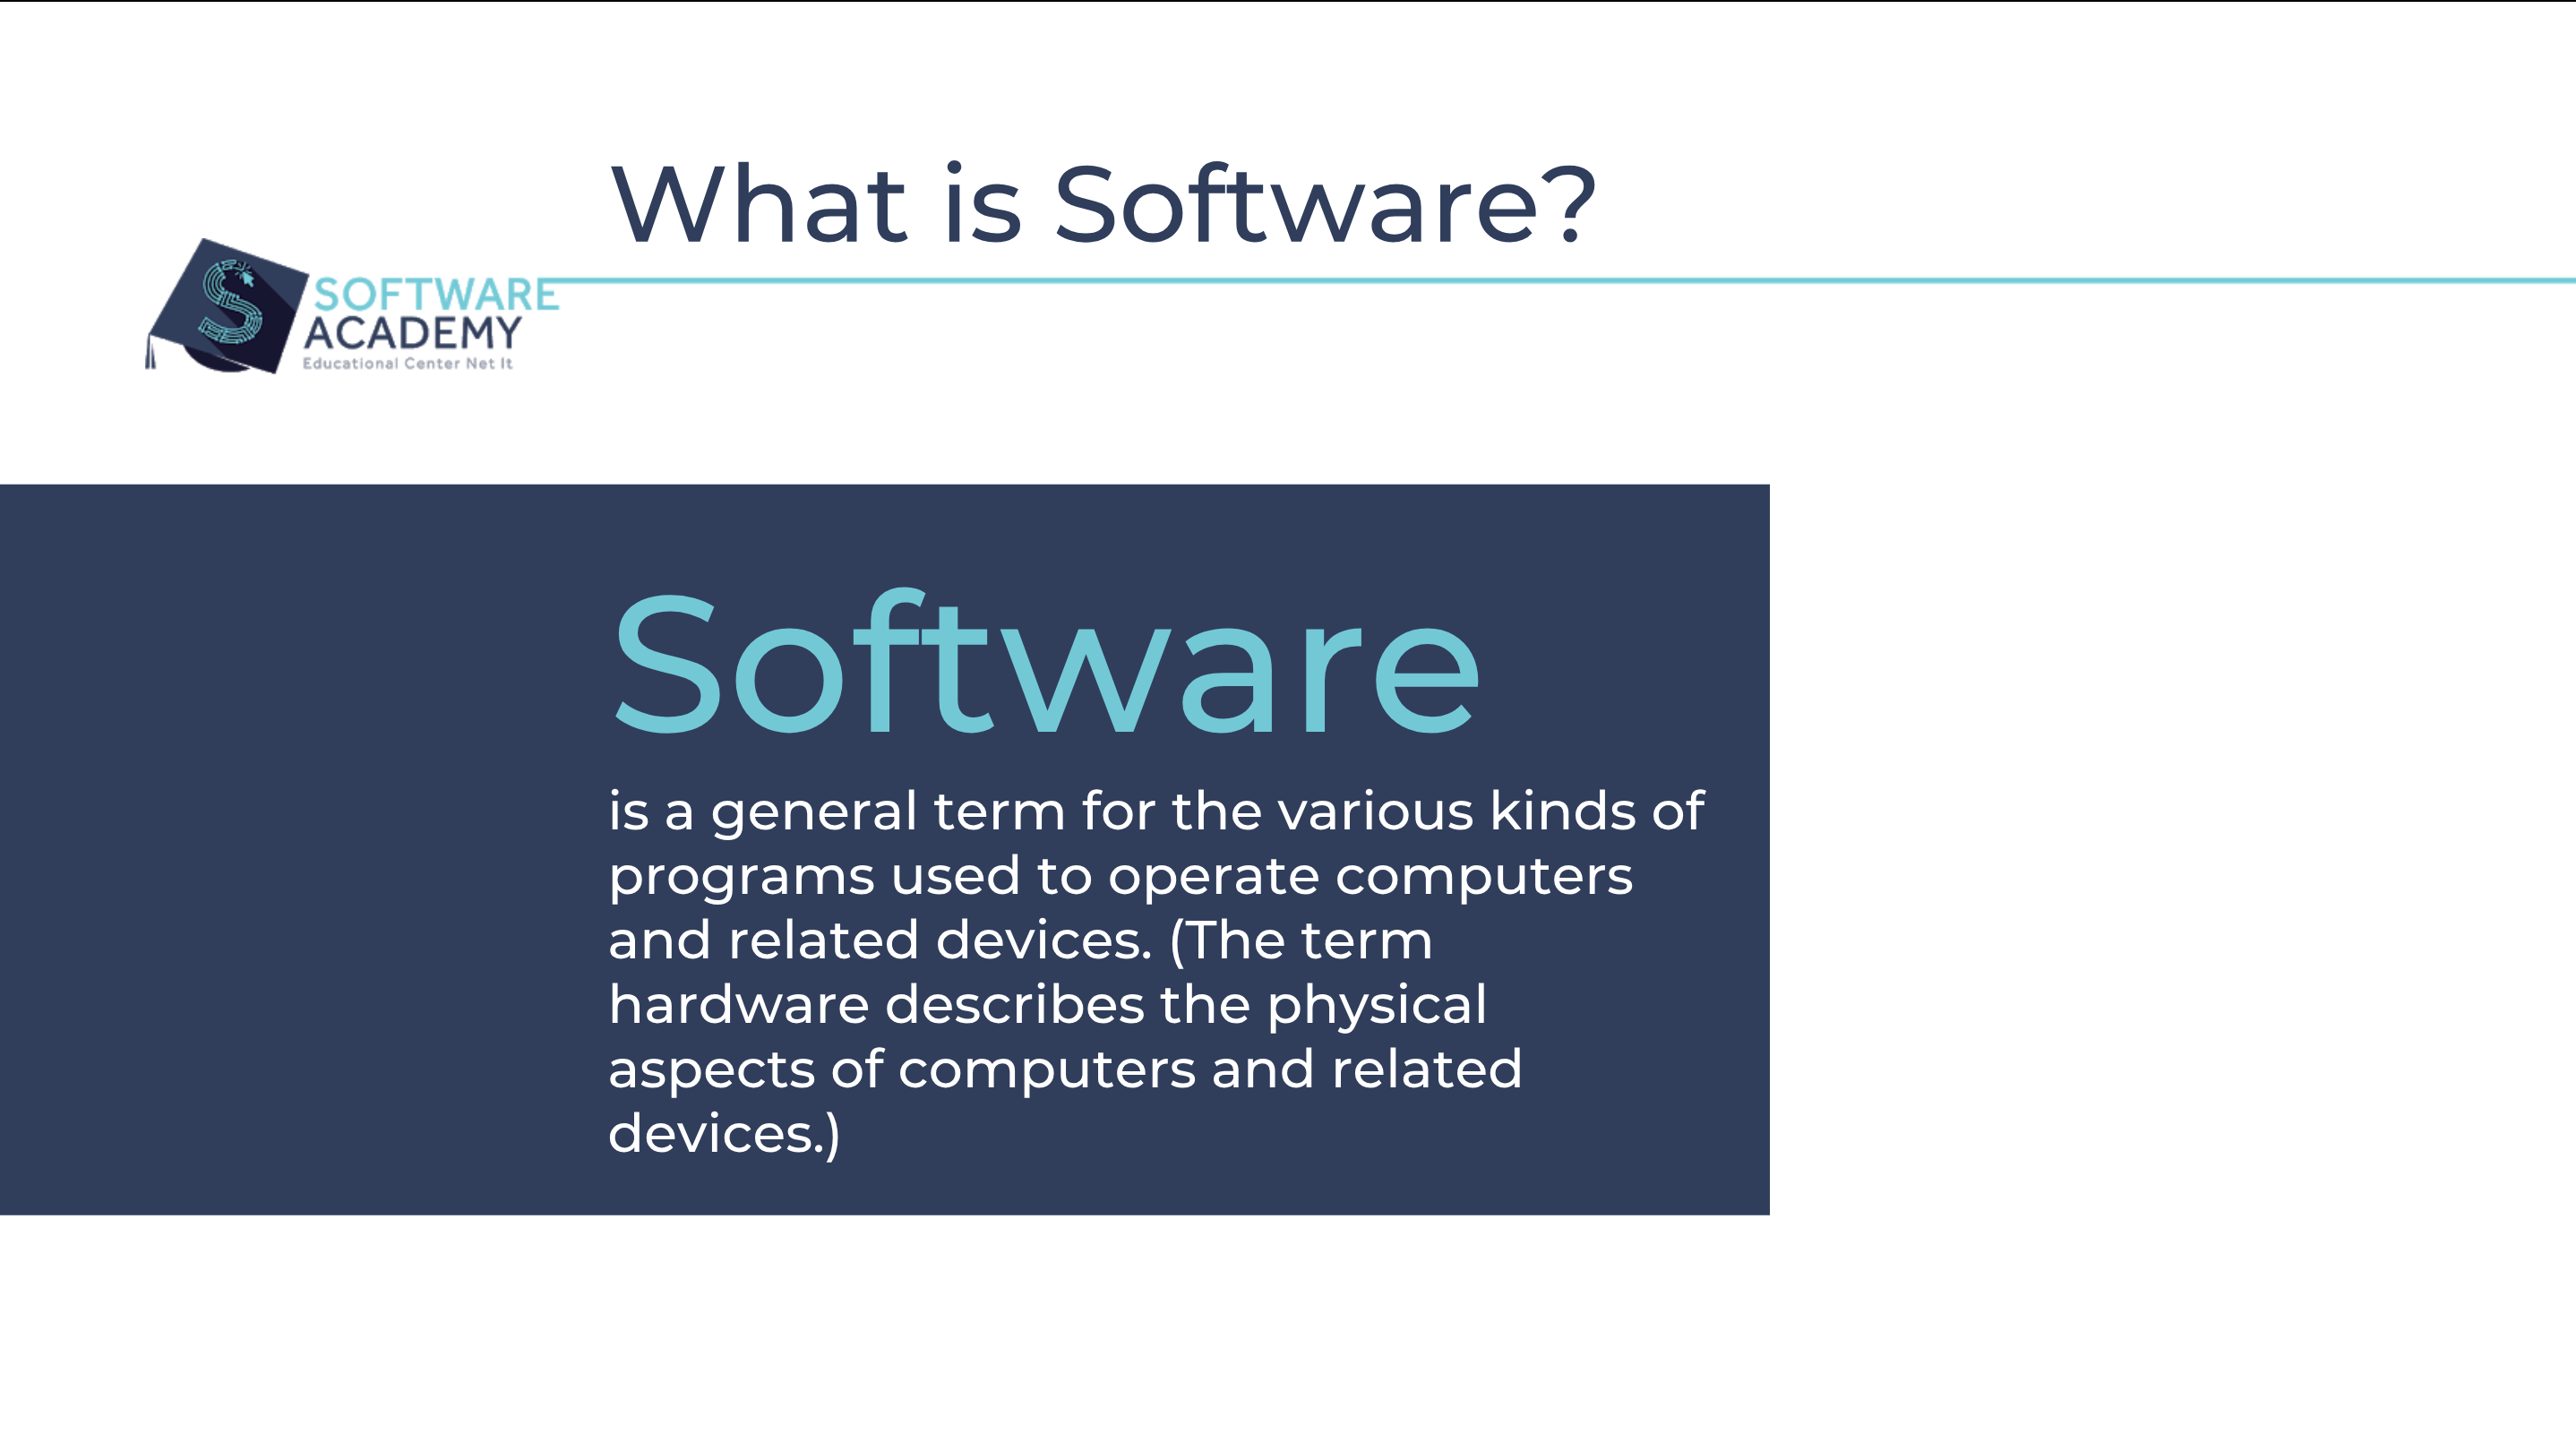 What is Software?
SOFTWARE
ACADEMY
Educational Center Net It
Software
is a general term for the various kinds of
programs used to operate computers
and related devices. (The term
hardware describes the physical
aspects of computers and related
devices.)